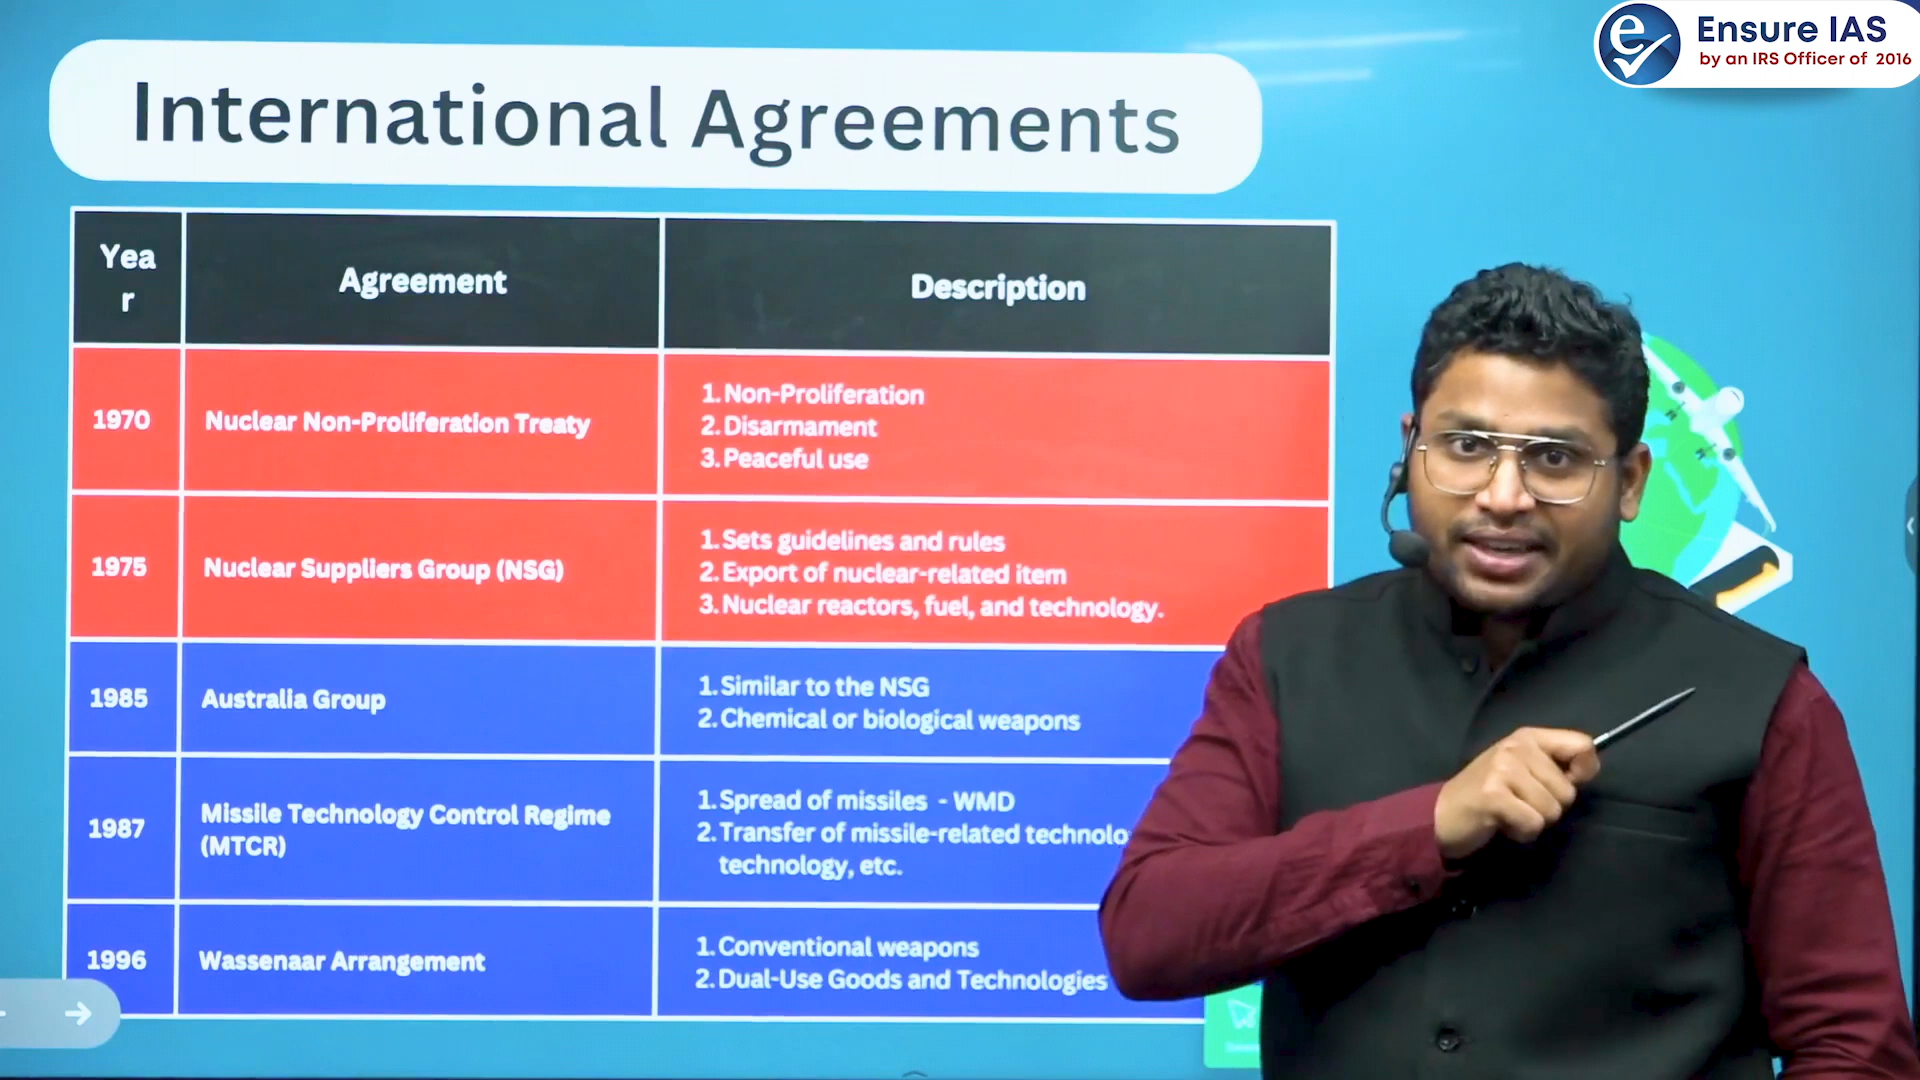 Ensure IAS
by an IRS Officer of 2016
International Agreements
Yea
r
Agreement
Description
1970
Nuclear Non-Proliferation Treaty
1. Non-Proliferation
2. Disarmament
3. Peaceful use
1975
Nuclear Suppliers Group (NSG)
1. Sets guidelines and rules
2. Export of nuclear-related item
3. Nuclear reactors, fuel, and technology.
1985
Australia Group
1. Similar to the NSG
2. Chemical or biological weapons
1987
Missile Technology Control Regime
(MTCR)
1. Spread of missiles - WMD
2. Transfer of missile-related technolo
technology, etc.
1996
Wassenaar Arrangement
1. Conventional weapons
2. Dual-Use Goods and Technologies